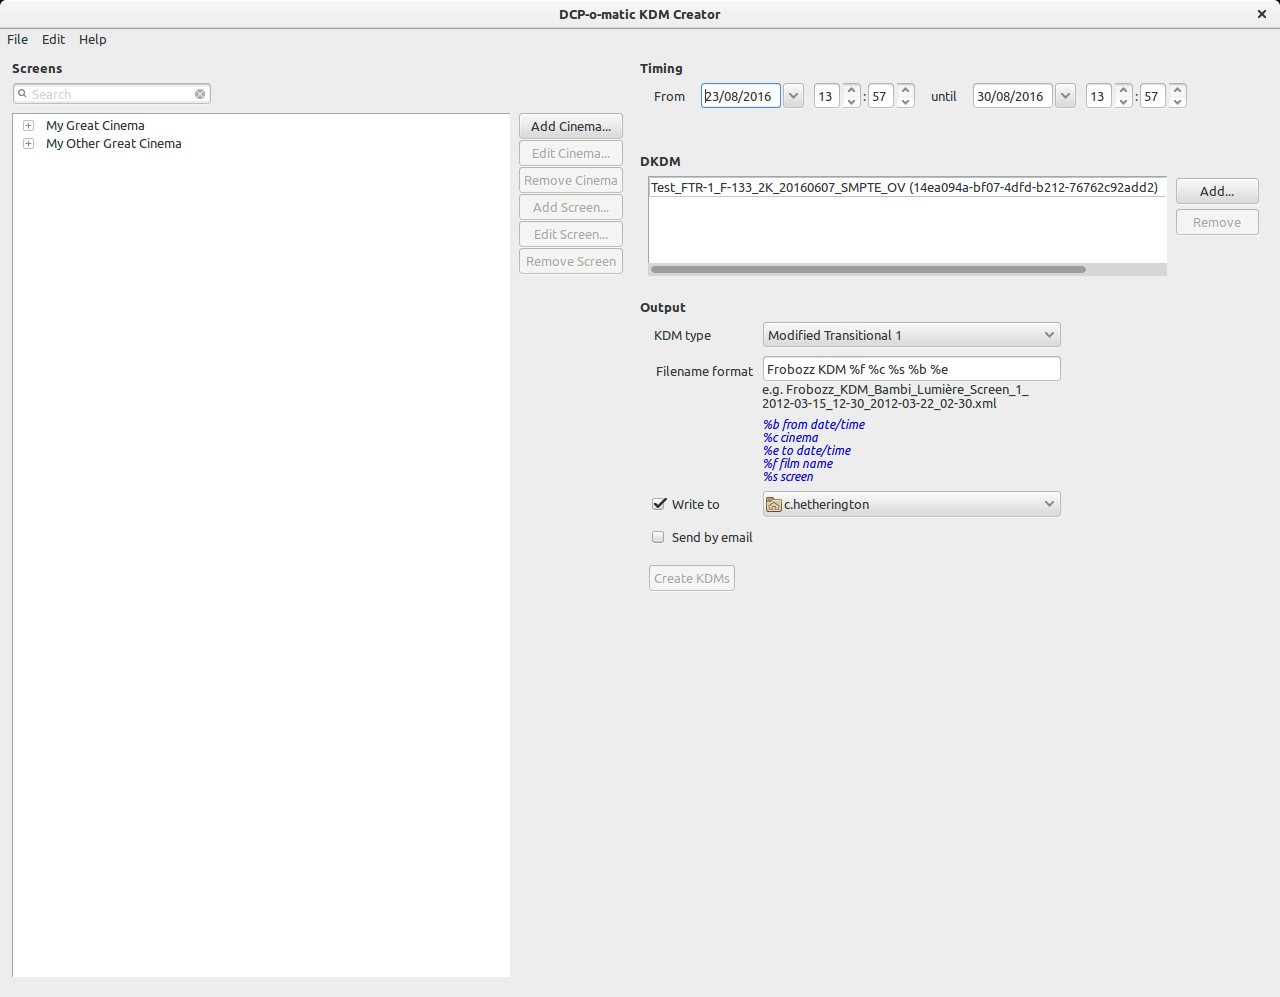 DCP-o-matic KDM Creator
File Edit Help
Screens
Search
My Great Cinema
My Other Great Cinema
Add Cinema...
Edit Cinema...
Remove Cinema
Add Screen...
Edit Screen...
Remove Screen
Timing
From 23/08/2016 13 : 57 until 30/08/2016 13 : 57
DKDM
Test_FTR-1_F-133_2K_20160607_SMPTE_OV (14ea094a-bf07-4dfd-b212-76762c92add2)
Add...
Remove
Output
KDM type Modified Transitional 1
Filename format Frobozz KDM %f %c %s %b %e
e.g. Frobozz_KDM_Bambi_Lumière_Screen_1_
2012-03-15_12-30_2012-03-22_02-30.xml
%b from date/time
%c cinema
%e to date/time
%f film name
%s screen
Write to c.hetherington
Send by email
Create KDMs